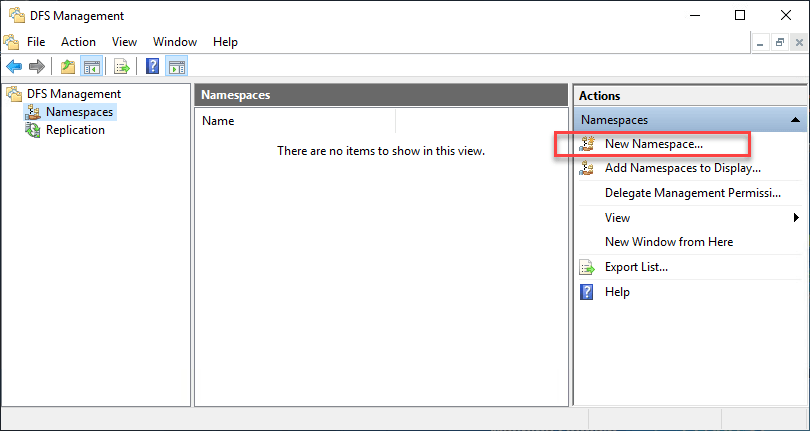 DFS Management
File Action View Window Help
DFS Management
Namespaces
Replication
Namespaces
Name
There are no items to show in this view.
Actions
Namespaces
New Namespace...
Add Namespaces to Display...
Delegate Management Permissi...
View
New Window from Here
Export List...
Help